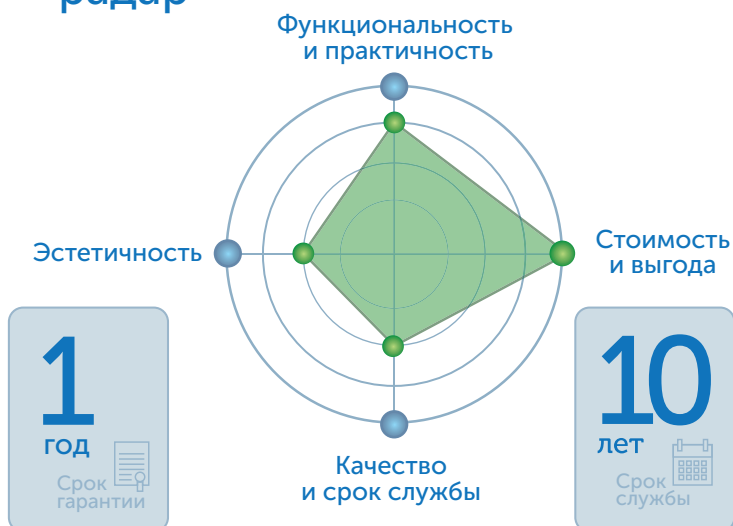 радар
Функциональность
и практичность
Эстетичность
Стоимость
и выгода
1
год
Срок
гарантии
10
лет
Срок
службы
Качество
и срок службы